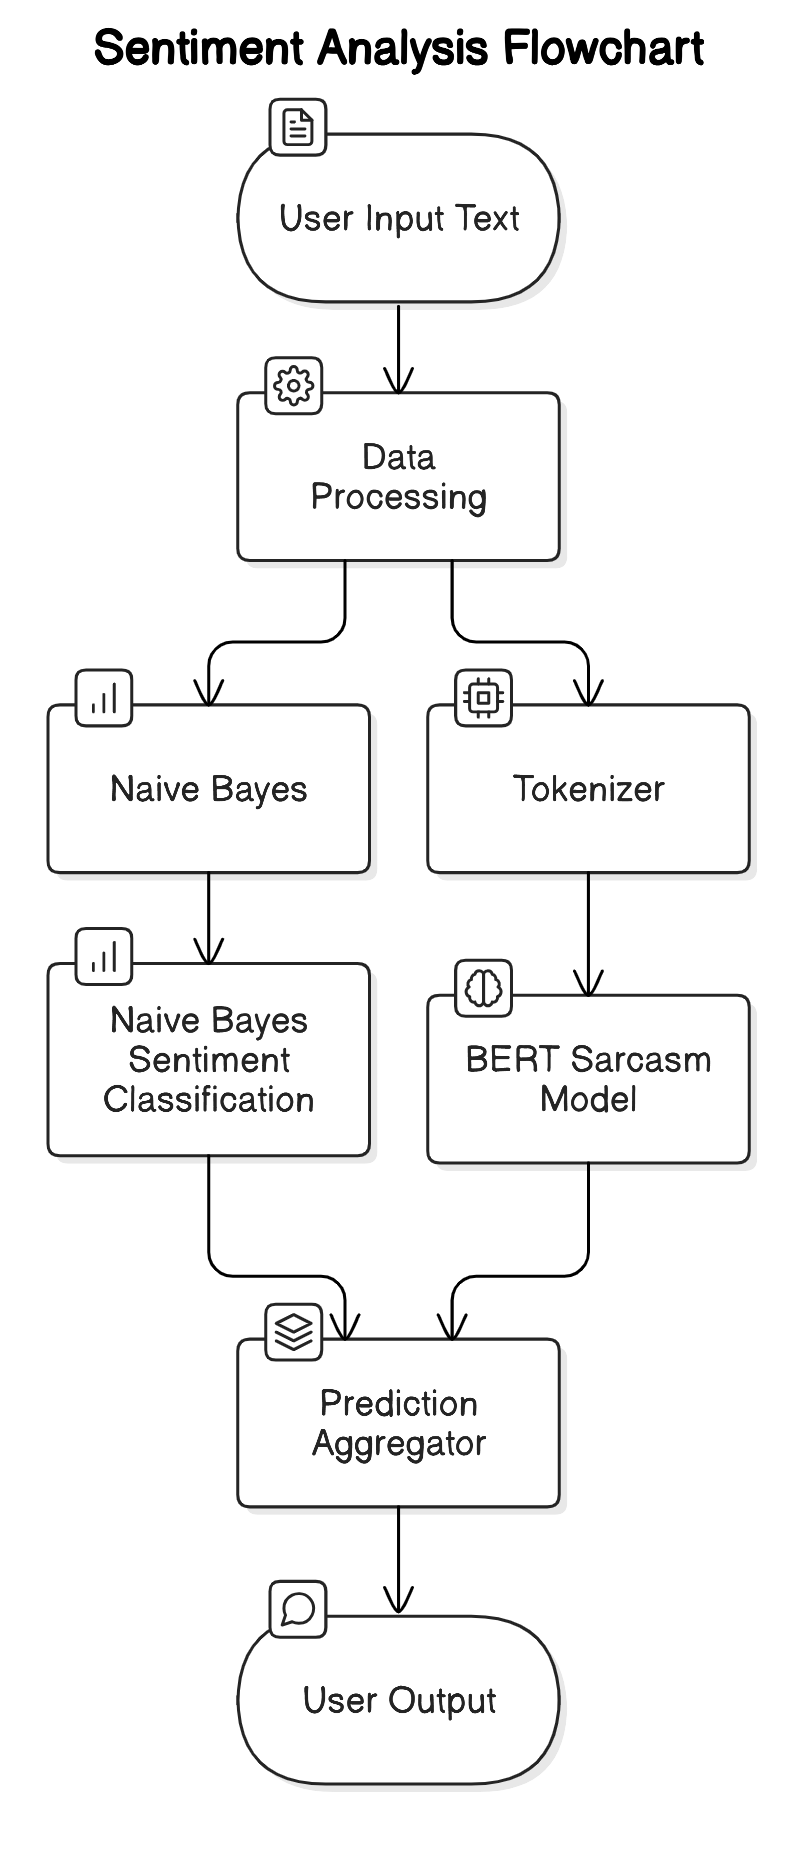 Sentiment Analysis Flowchart
User Input Text
Data
Processing
Naive Bayes
Tokenizer
Naive Bayes
Sentiment
Classification
BERT Sarcasm
Model
Prediction
Aggregator
User Output